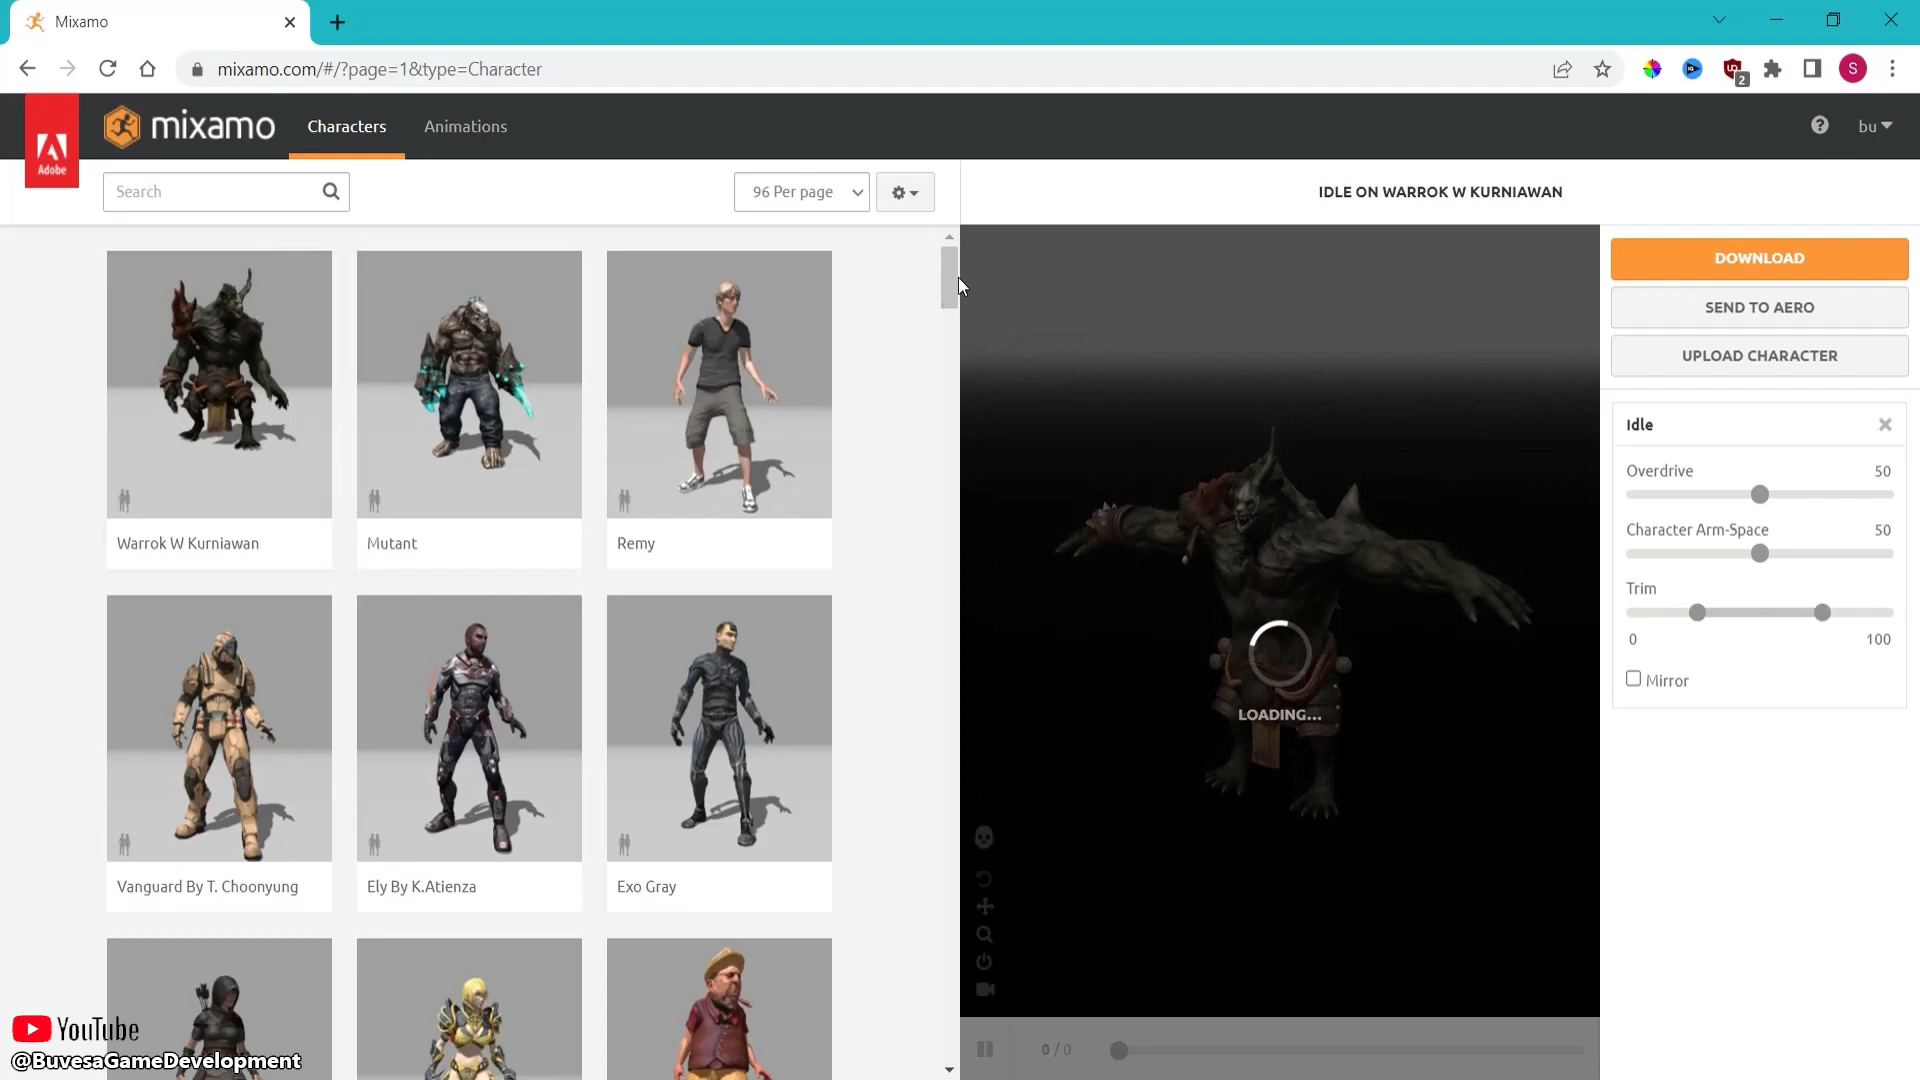 Mixamo
mixamo.com/#/?page=1&type=Character
2
S
Adobe
mixamo
Characters
Animations
?
bu
Search
96 Per page
IDLE ON WARROK W KURNIAWAN
DOWNLOAD
SEND TO AERO
UPLOAD CHARACTER
Idle
Overdrive 50
Character Arm-Space 50
Trim
0 100
Mirror
Warrok W Kurniawan
Mutant
Remy
Vanguard By T. Choonyung
Ely By K.Atienza
Exo Gray
LOADING...
0 / 0
YouTube
@BuvesaGameDevelopment